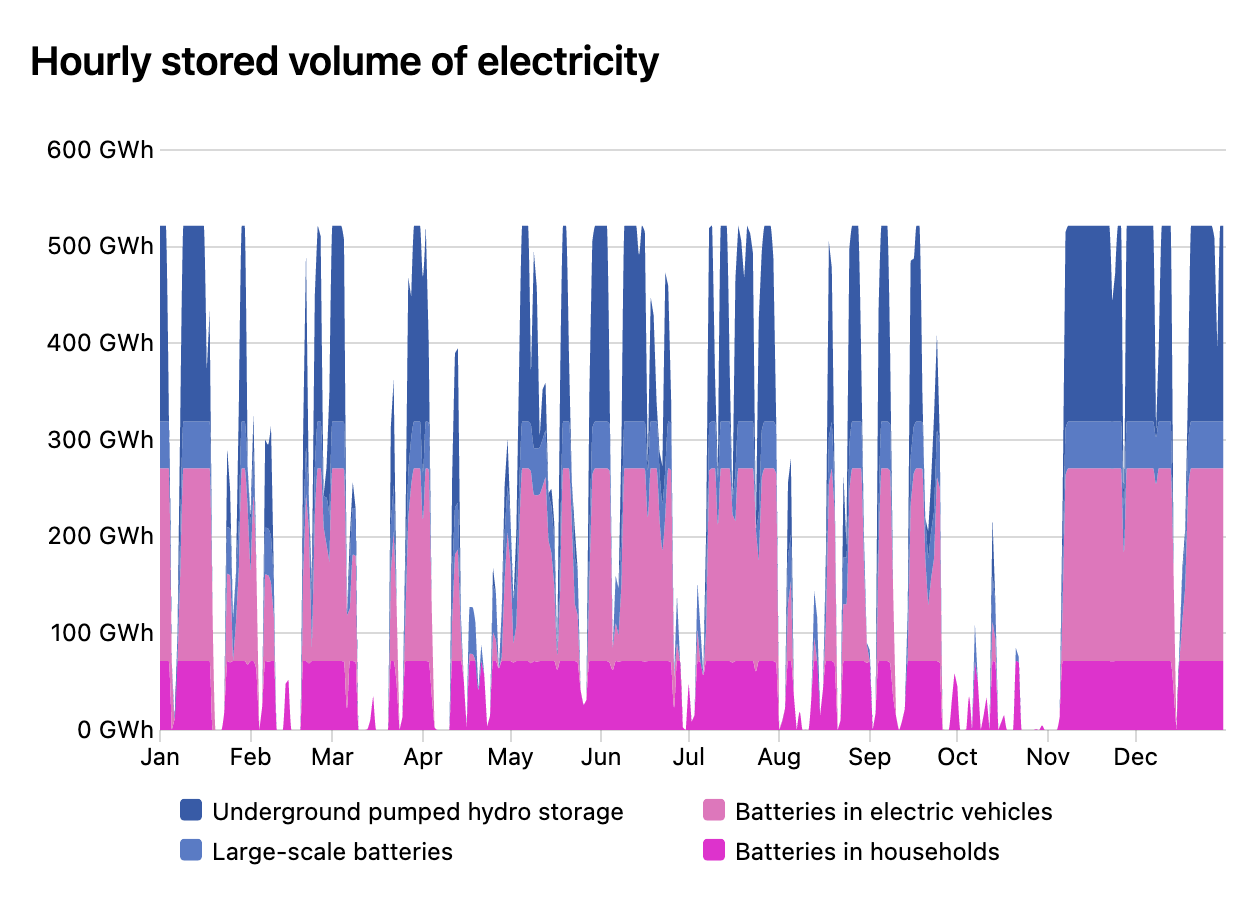 Hourly stored volume of electricity
600 GWh
500 GWh
400 GWh
300 GWh
200 GWh
100 GWh
0 GWh
Jan Feb Mar Apr May Jun Jul Aug Sep Oct Nov Dec
Underground pumped hydro storage Batteries in electric vehicles
Large-scale batteries Batteries in households